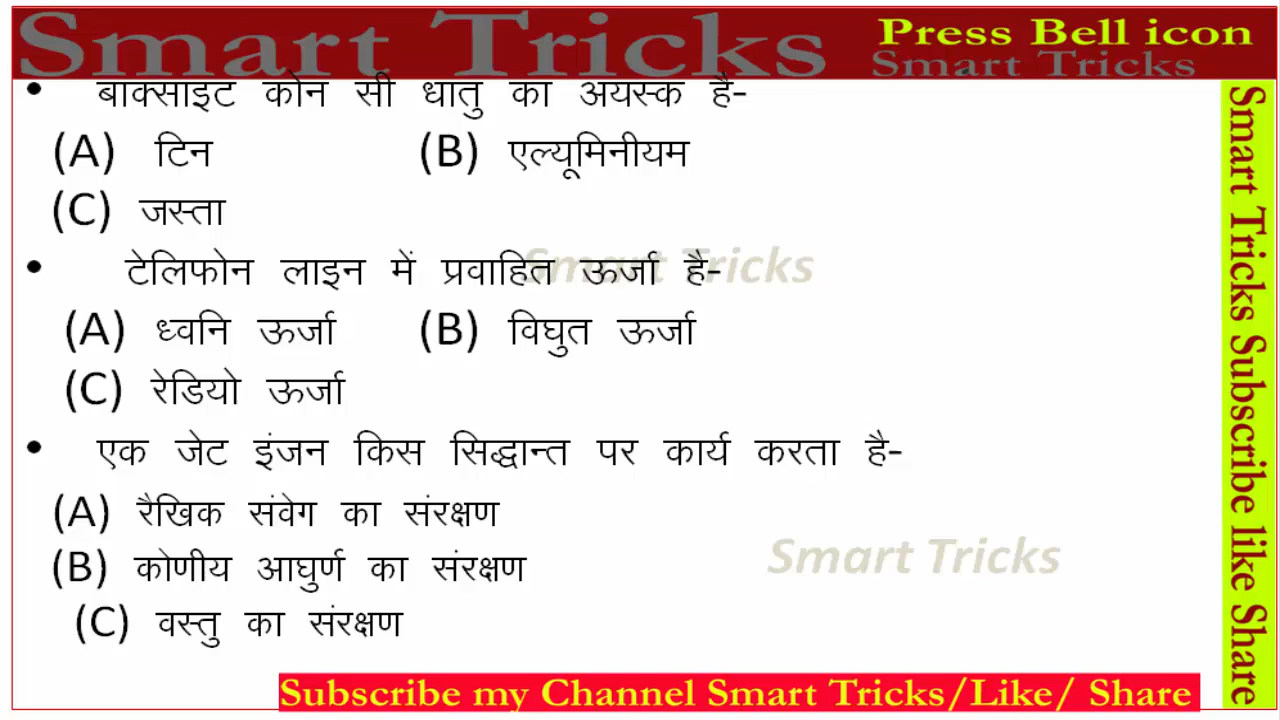 Smart Tricks
Press Bell icon
Smart Tricks
• बाक्साइट कोन सी धातु का अयस्क है-
(A) टिन (B) एल्यूमिनीयम
(C) जस्ता
Smart Tricks
• टेलिफोन लाइन में प्रवाहित ऊर्जा है-
(A) ध्वनि ऊर्जा (B) विघुत ऊर्जा
(C) रेडियो ऊर्जा
• एक जेट इंजन किस सिद्धान्त पर कार्य करता है-
(A) रैखिक संवेग का संरक्षण
(B) कोणीय आघुर्ण का संरक्षण
Smart Tricks
(C) वस्तु का संरक्षण
Subscribe my Channel Smart Tricks/Like/ Share
Smart Tricks Subscribe like Share